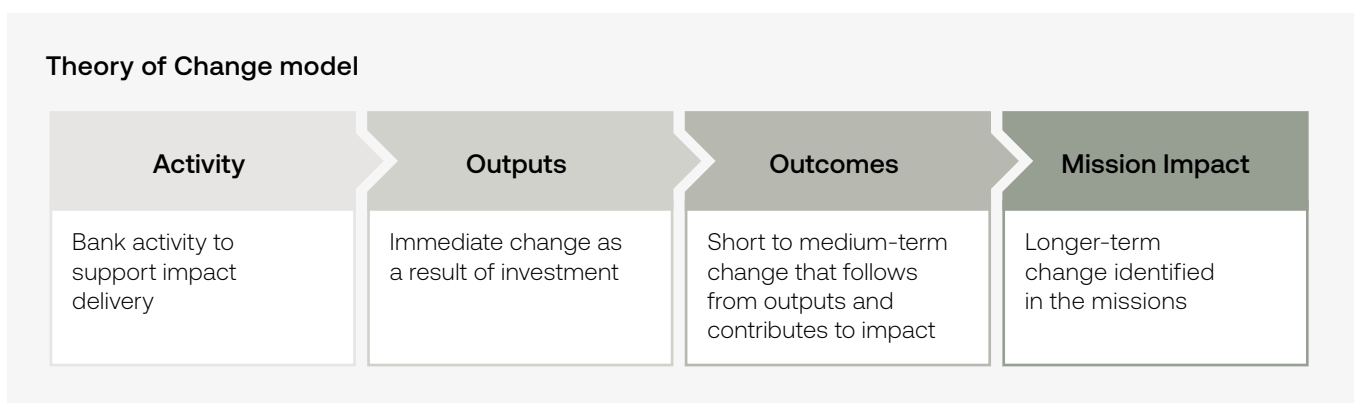 Theory of Change model
Activity
Bank activity to
support impact
delivery
Outputs
Immediate change as
a result of investment
Outcomes
Short to medium-term
change that follows
from outputs and
contributes to impact
Mission Impact
Longer-term
change identified
in the missions